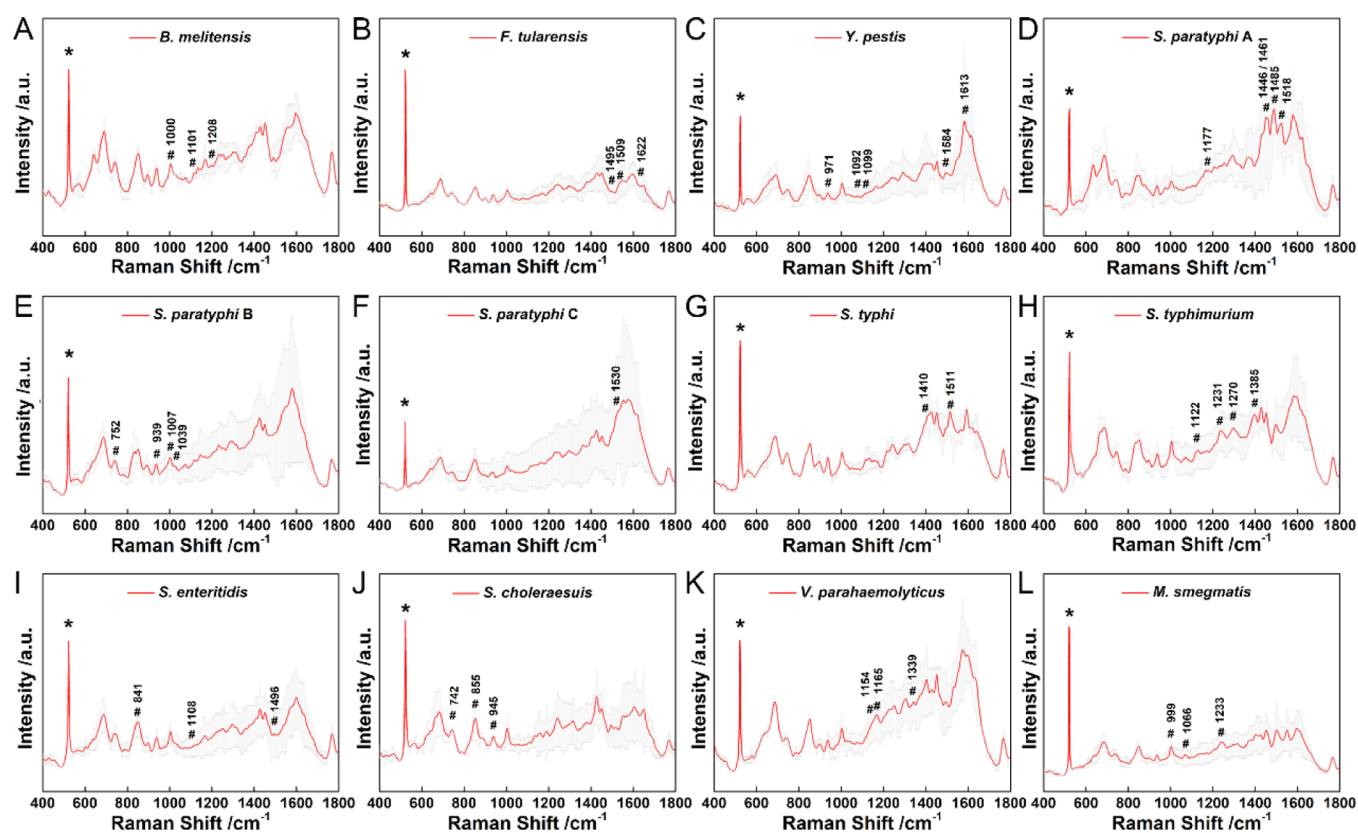 A
B. melitensis
*
# 1000
# 1101
# 1208
Intensity /a.u.
400 600 800 1000 1200 1400 1600 1800
Raman Shift /cm-1
B
F. tularensis
*
# 1495
# 1509
# 1622
Intensity /a.u.
400 600 800 1000 1200 1400 1600 1800
Raman Shift /cm-1
C
Y. pestis
*
# 971
# 1092
# 1099
# 1584
# 1613
Intensity /a.u.
400 600 800 1000 1200 1400 1600 1800
Raman Shift /cm-1
D
S. paratyphi A
*
# 1177
# 1446 / 1461
# 1485
# 1518
Intensity /a.u.
400 600 800 1000 1200 1400 1600 1800
Ramans Shift /cm-1
E
S. paratyphi B
*
# 752
# 939
# 1007
# 1039
Intensity /a.u.
400 600 800 1000 1200 1400 1600 1800
Raman Shift /cm-1
F
S. paratyphi C
*
# 1530
Intensity /a.u.
400 600 800 1000 1200 1400 1600 1800
Raman Shift /cm-1
G
S. typhi
*
# 1410
# 1511
Intensity /a.u.
400 600 800 1000 1200 1400 1600 1800
Raman Shift /cm-1
H
S. typhimurium
*
# 1122
# 1231
# 1270
# 1385
Intensity /a.u.
400 600 800 1000 1200 1400 1600 1800
Raman Shift /cm-1
I
S. enteritidis
*
# 841
# 1108
# 1496
Intensity /a.u.
400 600 800 1000 1200 1400 1600 1800
Raman Shift /cm-1
J
S. choleraesuis
*
# 742
# 855
# 945
Intensity /a.u.
400 600 800 1000 1200 1400 1600 1800
Raman Shift /cm-1
K
V. parahaemolyticus
*
# 1154
# 1165
# 1339
Intensity /a.u.
400 600 800 1000 1200 1400 1600 1800
Raman Shift /cm-1
L
M. smegmatis
*
# 999
# 1066
# 1233
Intensity /a.u.
400 600 800 1000 1200 1400 1600 1800
Raman Shift /cm-1